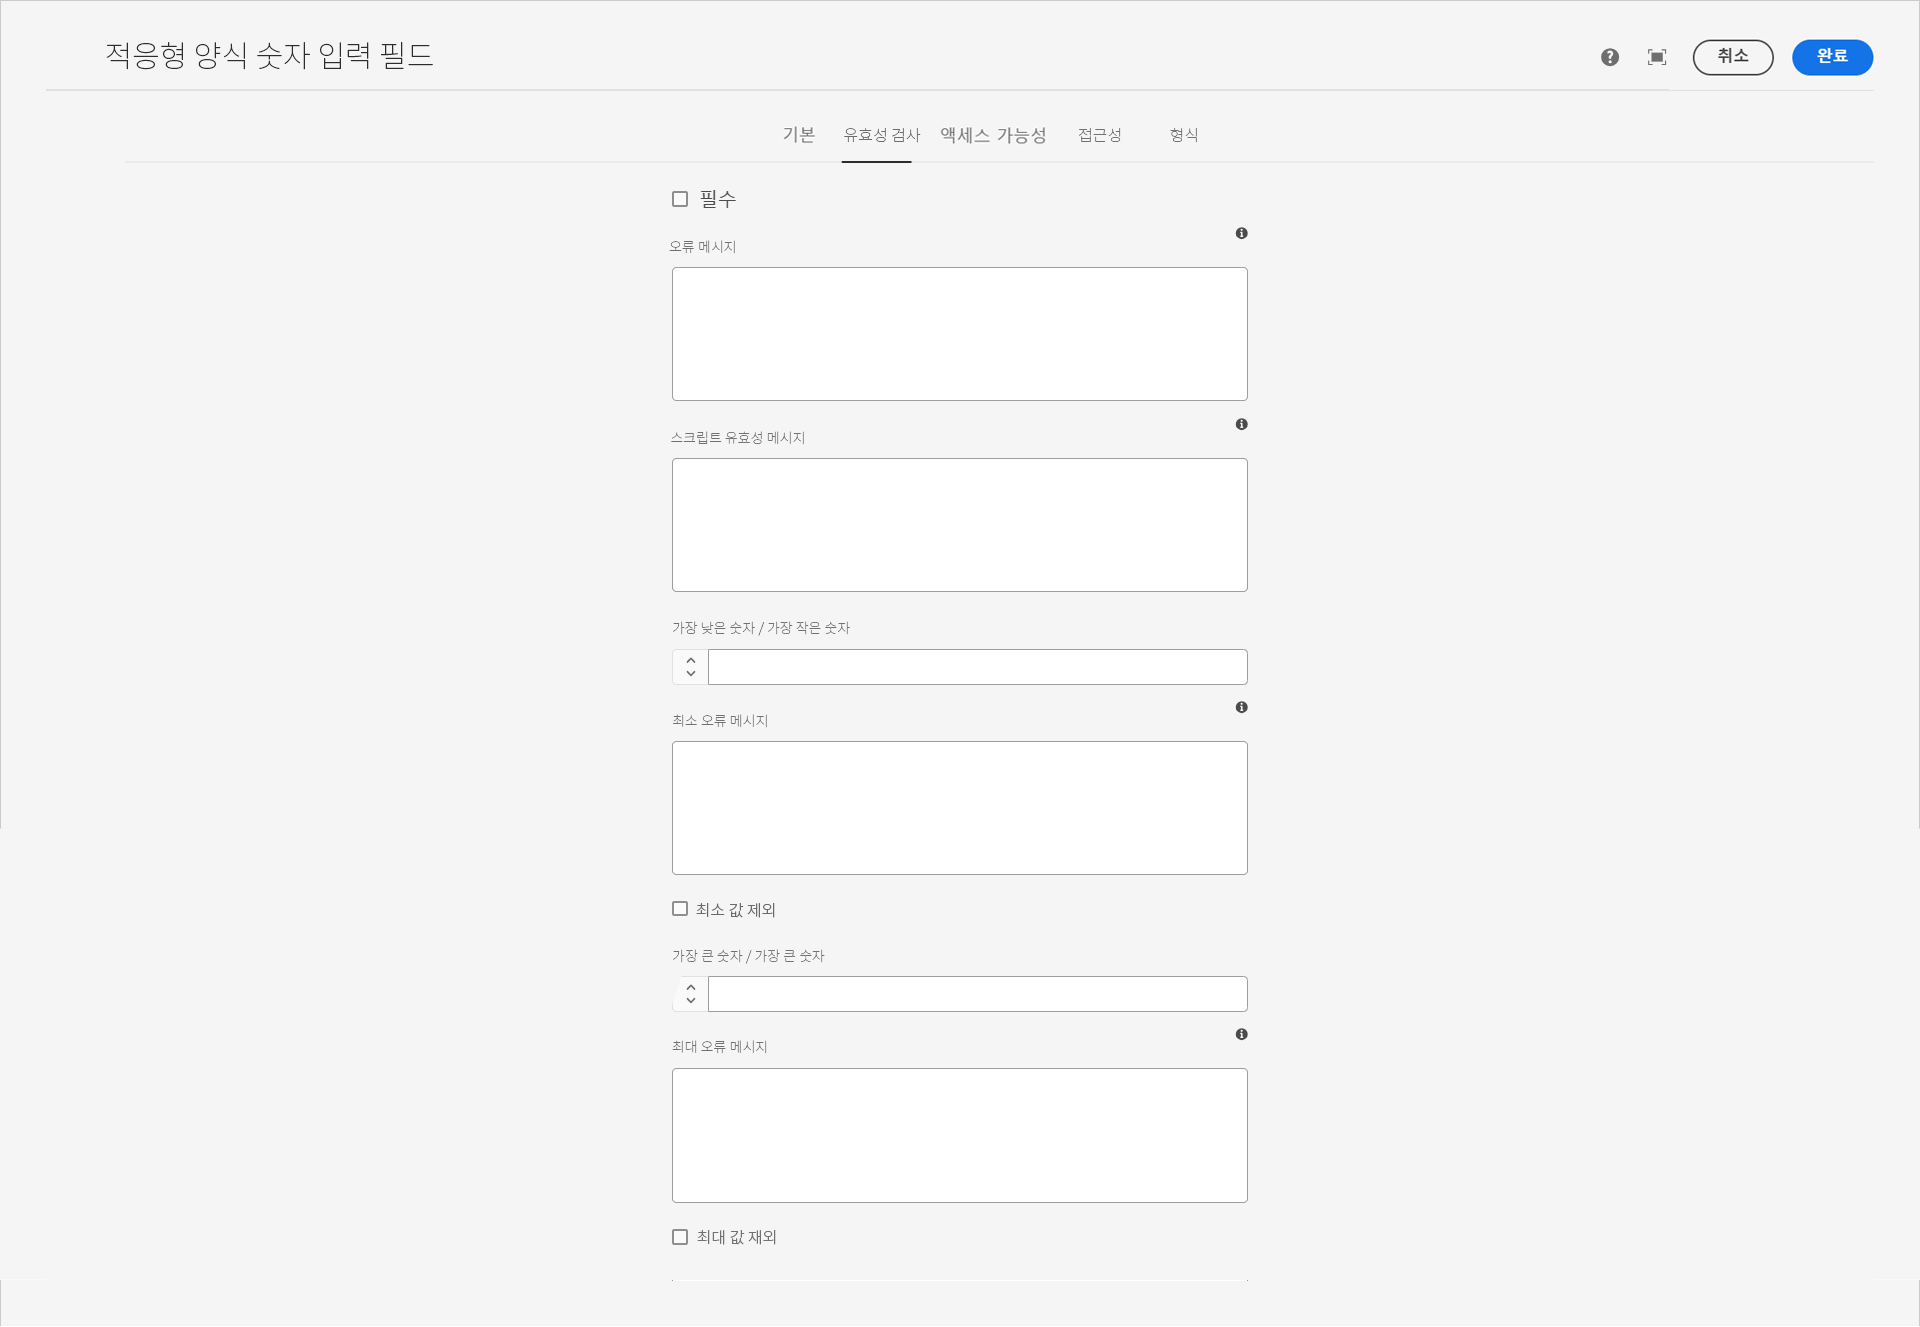 적응형 양식 숫자 입력 필드
취소
완료
기본 유효성 검사 액세스 가능성 접근성 형식
필수
오류 메시지
스크립트 유효성 메시지
가장 낮은 숫자 / 가장 작은 숫자
최소 오류 메시지
최소 값 제외
가장 큰 숫자 / 가장 큰 숫자
최대 오류 메시지
최대 값 재외